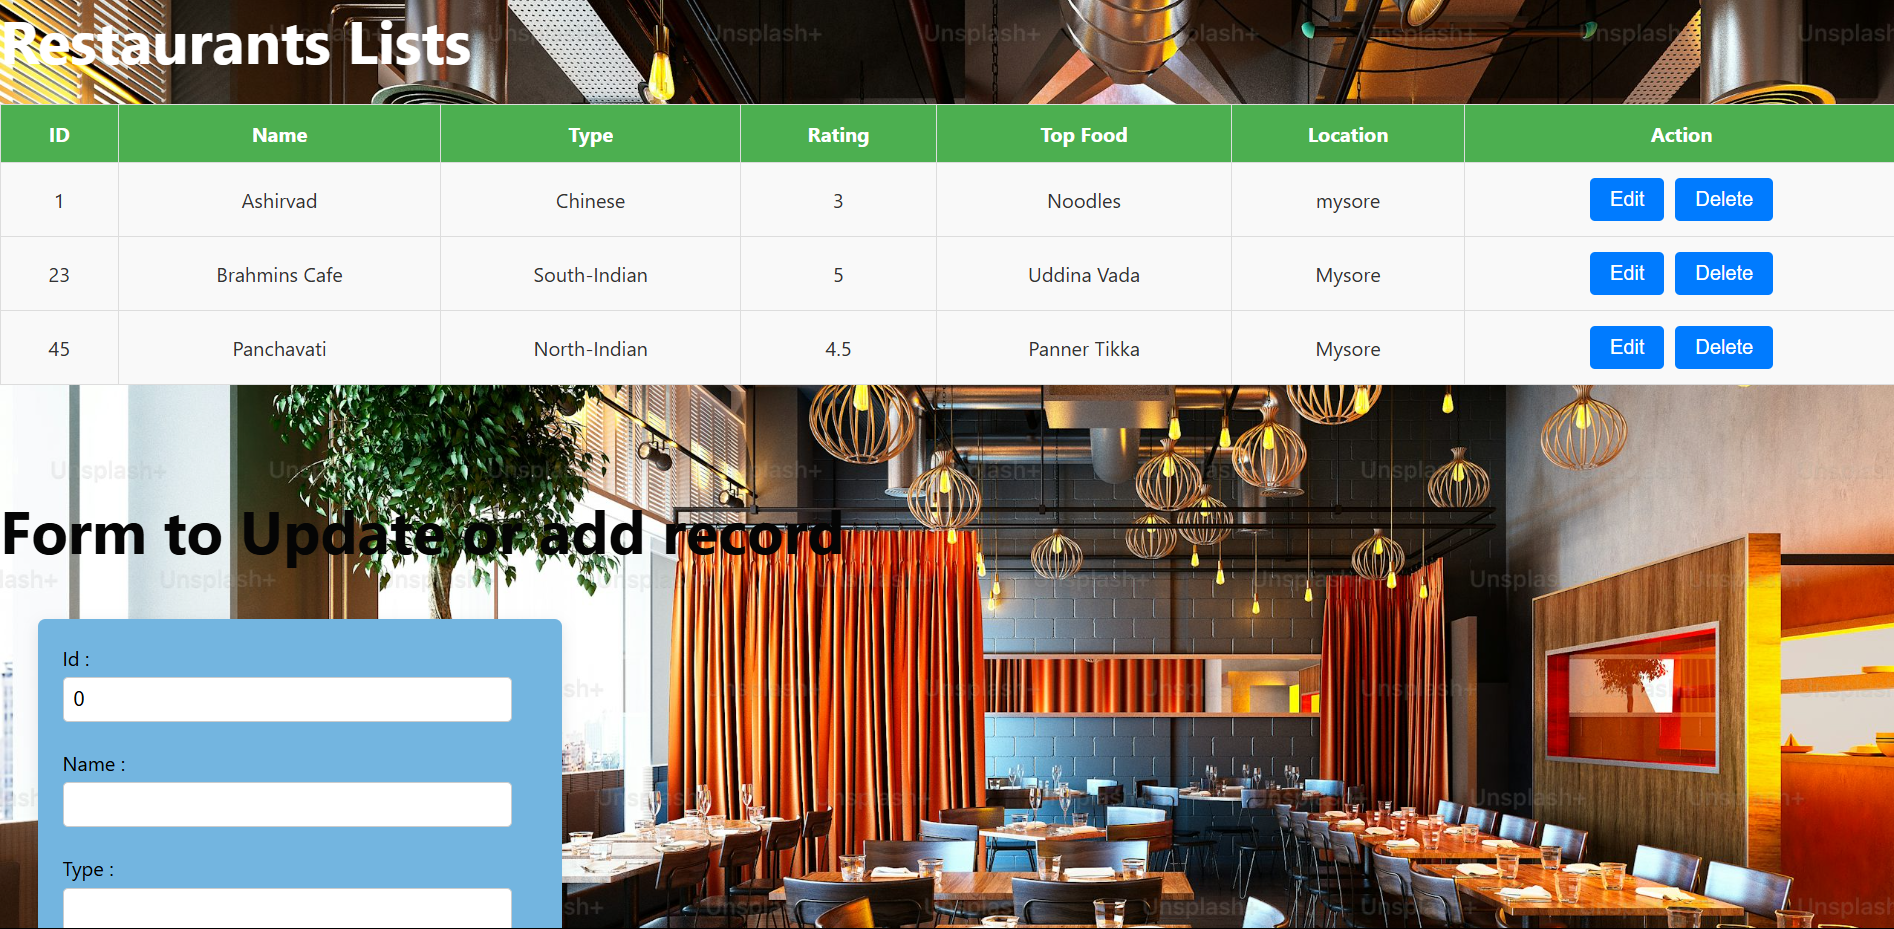 Restaurants Lists
ID Name Type Rating Top Food Location Action
1 Ashirvad Chinese 3 Noodles mysore Edit Delete
23 Brahmins Cafe South-Indian 5 Uddina Vada Mysore Edit Delete
45 Panchavati North-Indian 4.5 Panner Tikka Mysore Edit Delete
Form to Update or add record
Id :
0
Name :
Type :
Unsplash+